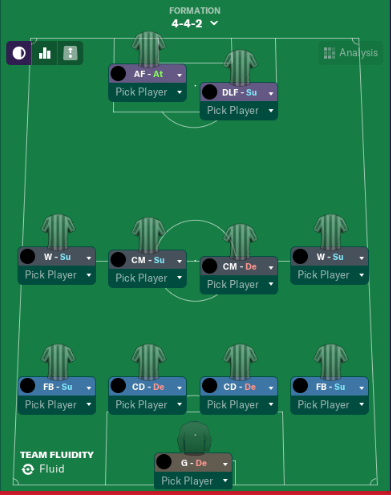 FORMATION
4-4-2
Analysis
AF - At
Pick Player
DLF - Su
Pick Player
W - Su
Pick Player
CM - Su
Pick Player
CM - De
Pick Player
W - Su
Pick Player
FB - Su
Pick Player
CD - De
Pick Player
CD - De
Pick Player
FB - Su
Pick Player
TEAM FLUIDITY
Fluid
G - De
Pick Player